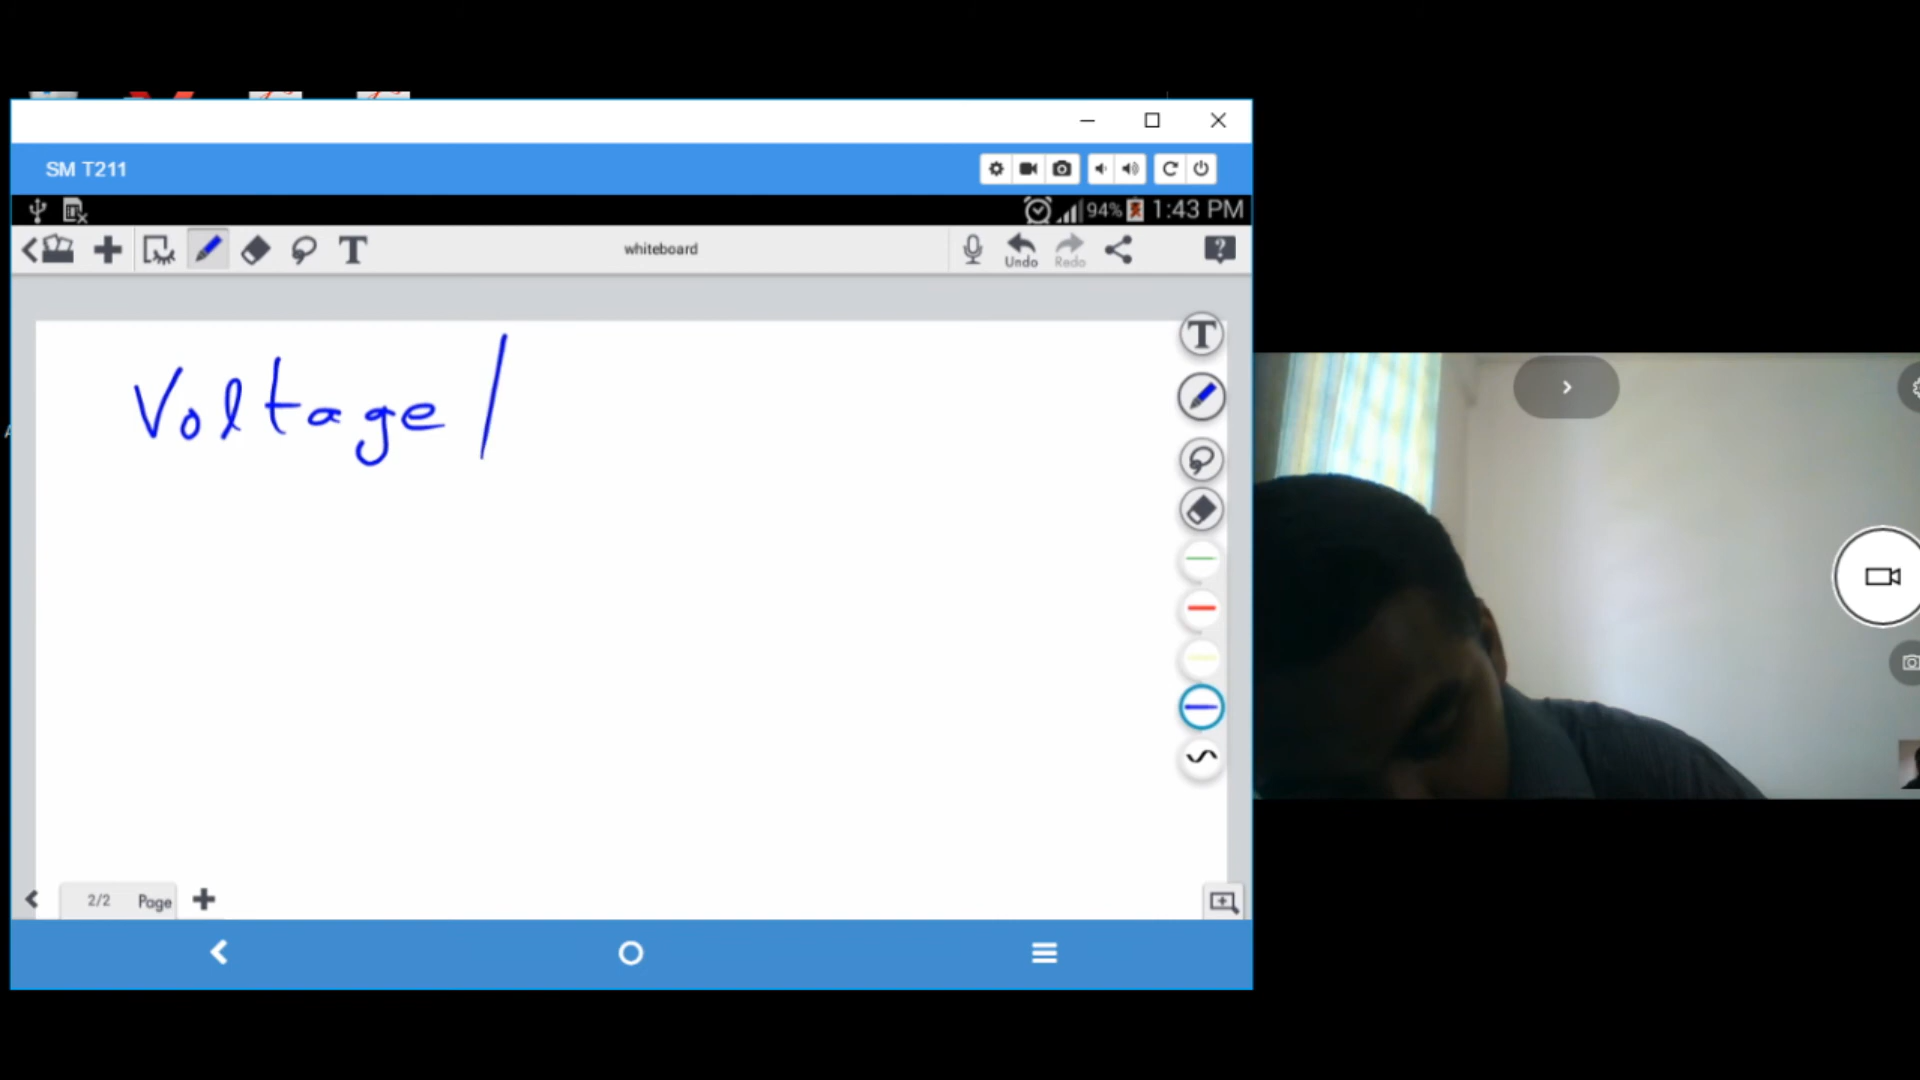 SM T211
94% 1:43 PM
T whiteboard Undo Redo ?
Voltage /
T
2/2 Page